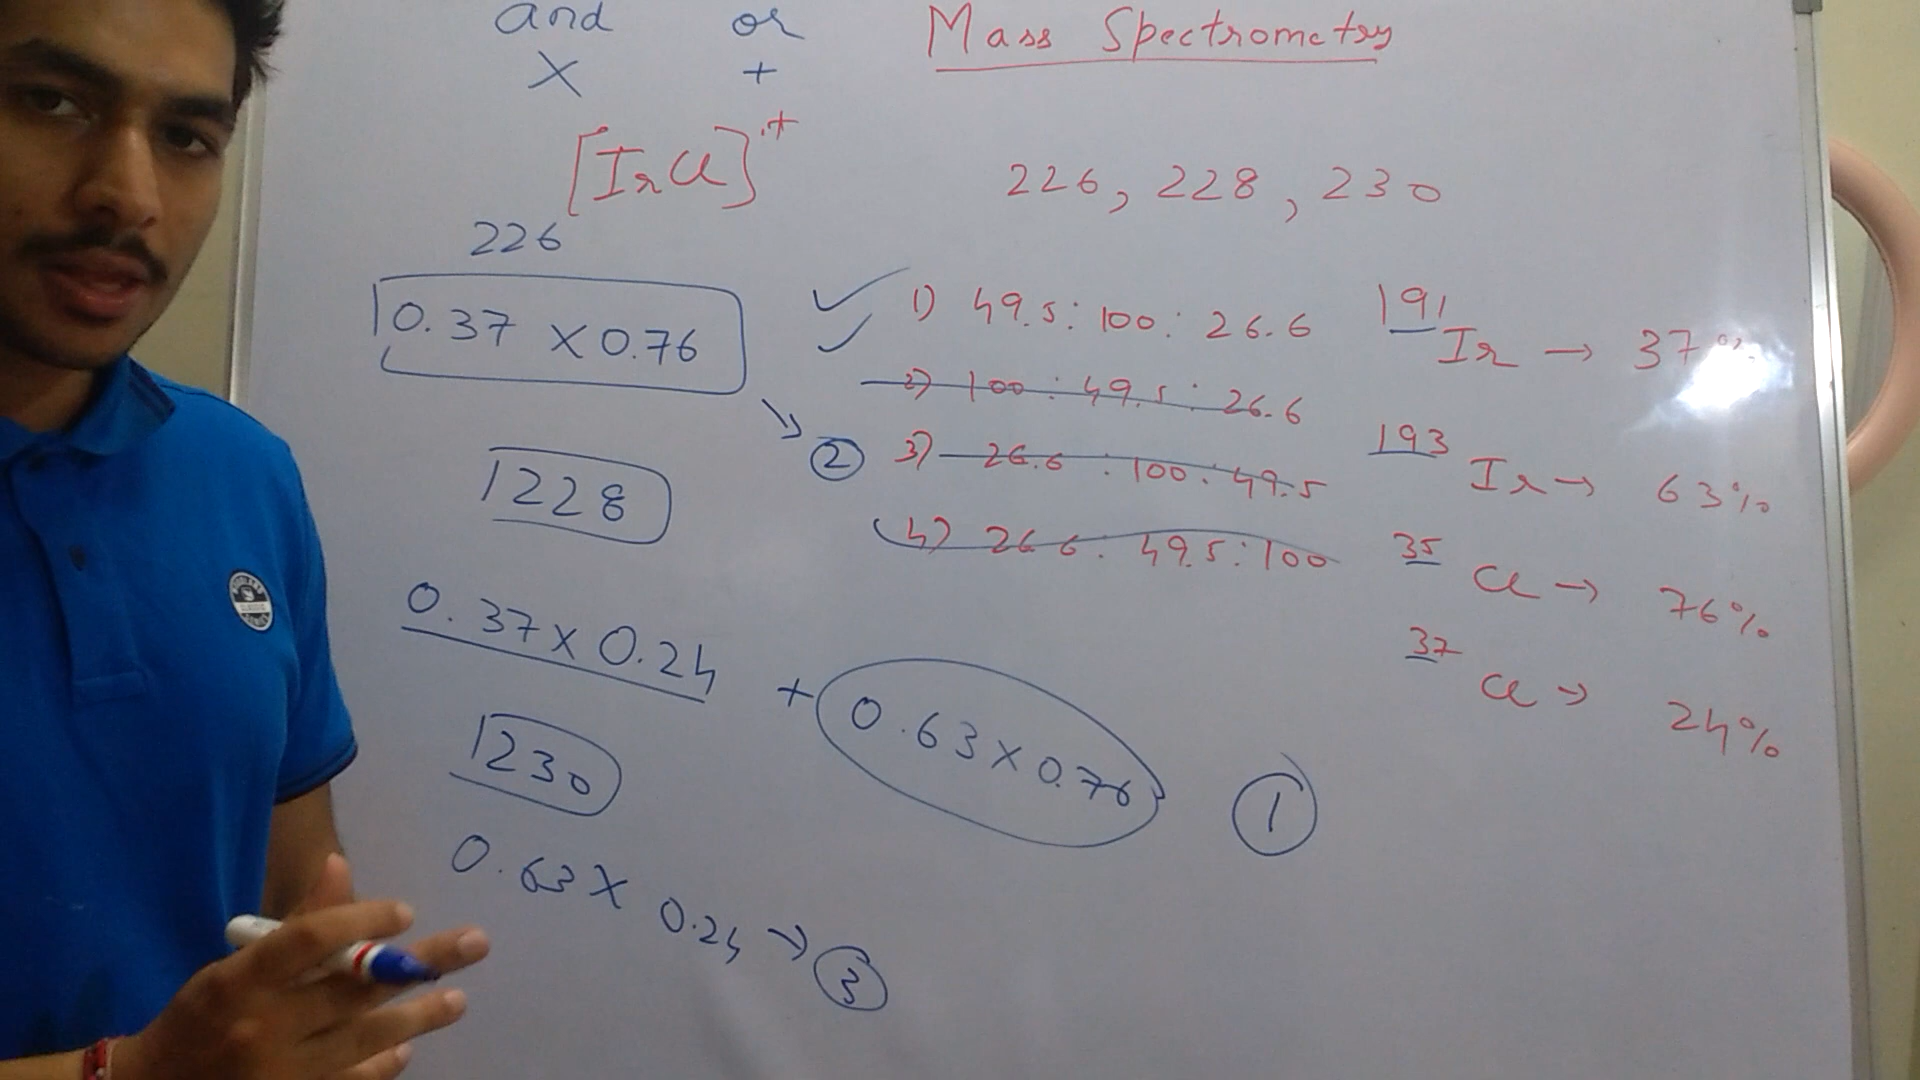 and or Mass Spectrometry
X +
[IrCl]·+ 226, 228, 230
226
0.37 X 0.76
1) 49.5 : 100 : 26.6
2) 100 : 49.5 : 26.6
② 3) 26.6 : 100 : 49.5
4) 26.6 : 49.5 : 100
191 Ir → 37%
193 Ir → 63%
35 Cl → 76%
37 Cl → 24%
228
0.37 x 0.24 + 0.63 x 0.76 ①
230
0.63 X 0.24 → ③